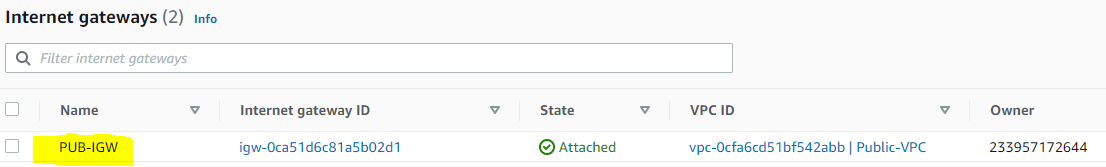 Internet gateways (2) Info
Filter internet gateways
Name Internet gateway ID State VPC ID Owner
PUB-IGW igw-0ca51d6c81a5b02d1 Attached vpc-0cfa6cd51bf542abb | Public-VPC 233957172644